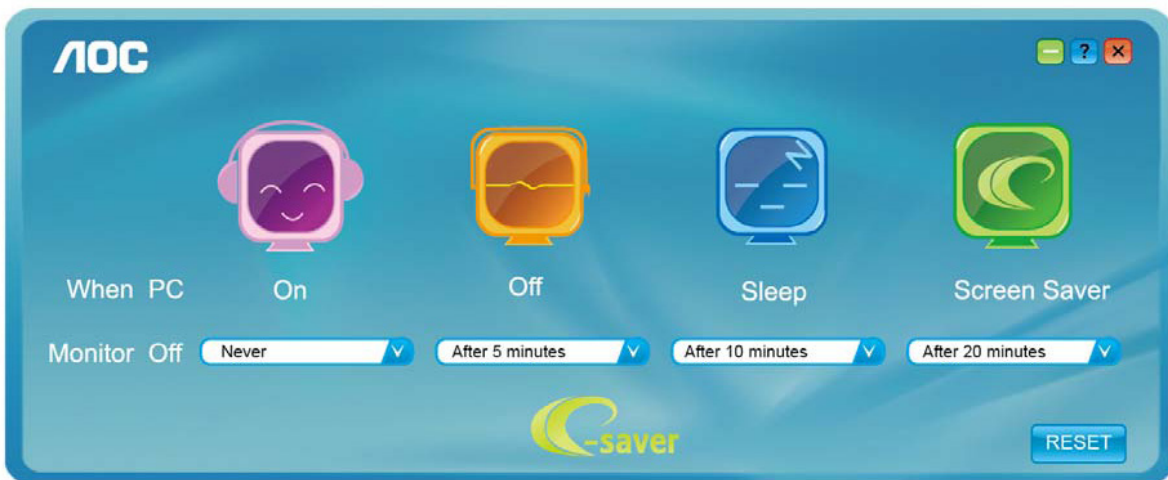 AOC
?
When PC On Off Sleep Screen Saver
Monitor Off Never After 5 minutes After 10 minutes After 20 minutes
e-saver
RESET